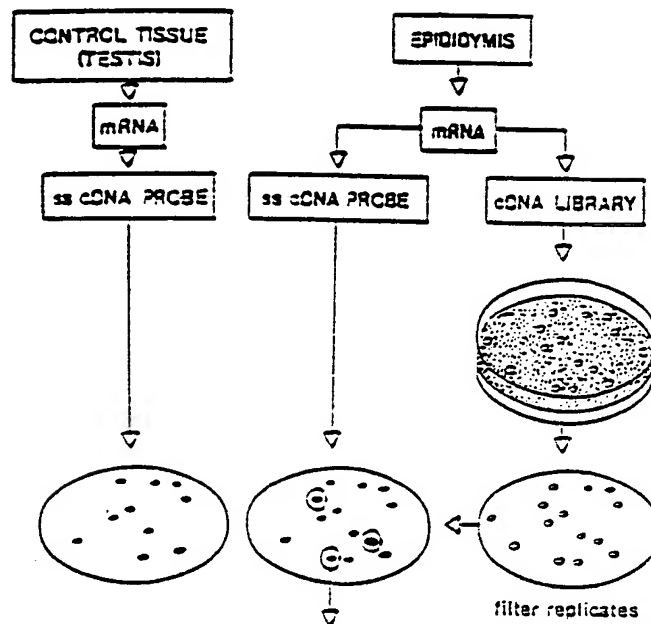 CONTROL TISSUE
(TESTIS)
EPIDIDYMIS
mRNA
mRNA
ss cDNA PROBE
ss cDNA PROBE
cDNA LIBRARY
filter replicates